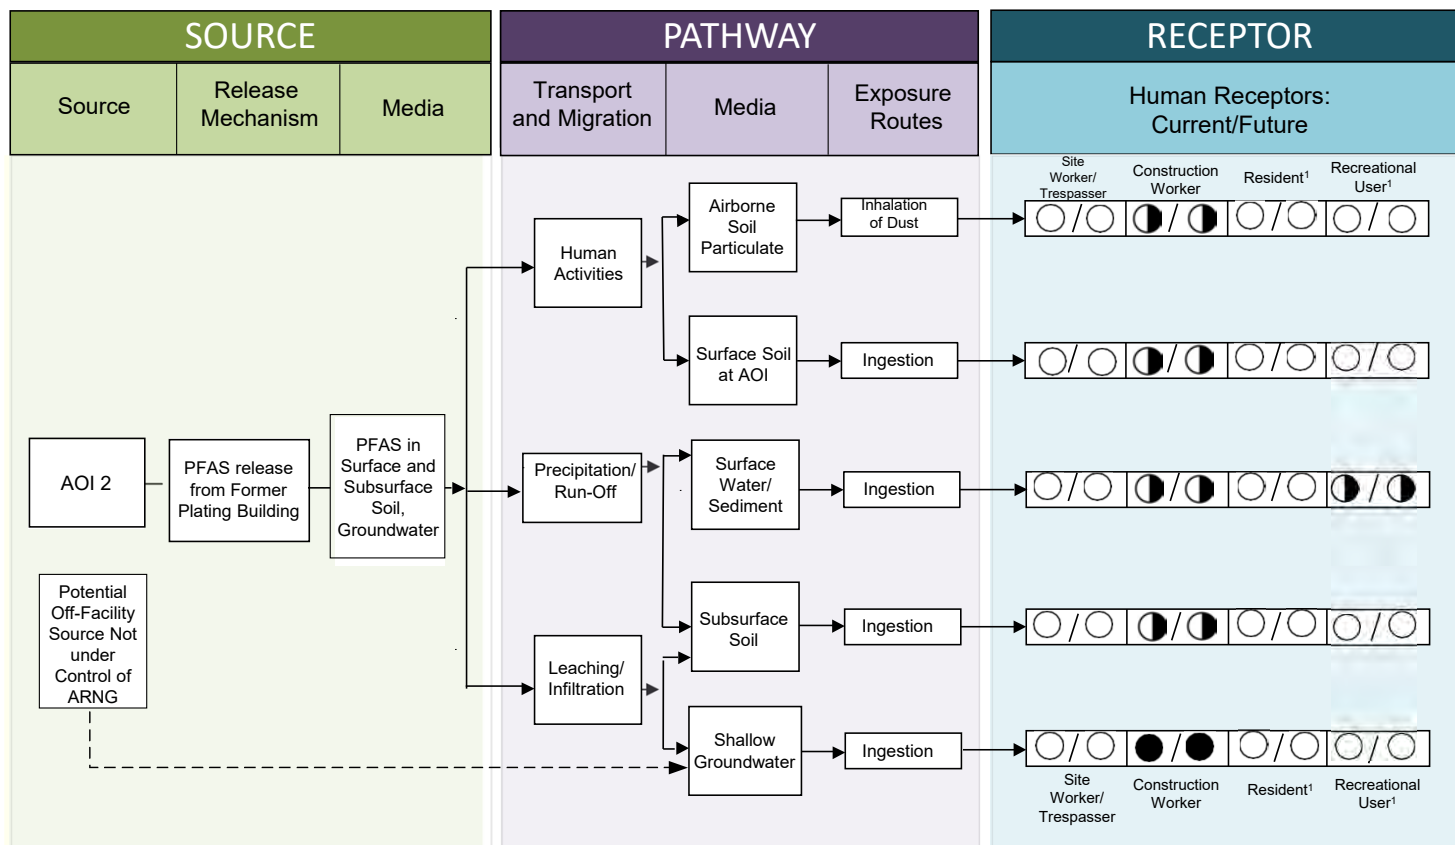 SOURCE
PATHWAY
RECEPTOR
Source
Release
Mechanism
Media
Transport
and Migration
Media
Exposure
Routes
Human Receptors:
Current/Future
Site
Worker/
Trespasser
Construction
Worker
Resident¹
Recreational
User¹
Airborne
Soil
Particulate
Inhalation
of Dust
/
/
/
/
Human
Activities
Surface Soil
at AOI
Ingestion
/
/
/
/
AOI 2
PFAS release
from Former
Plating Building
PFAS in
Surface and
Subsurface
Soil,
Groundwater
Precipitation/
Run-Off
Surface
Water/
Sediment
Ingestion
/
/
/
/
Potential
Off-Facility
Source Not
under
Control of
ARNG
Subsurface
Soil
Ingestion
/
/
/
/
Leaching/
Infiltration
Shallow
Groundwater
Ingestion
/
/
/
/
Site
Worker/
Trespasser
Construction
Worker
Resident¹
Recreational
User¹